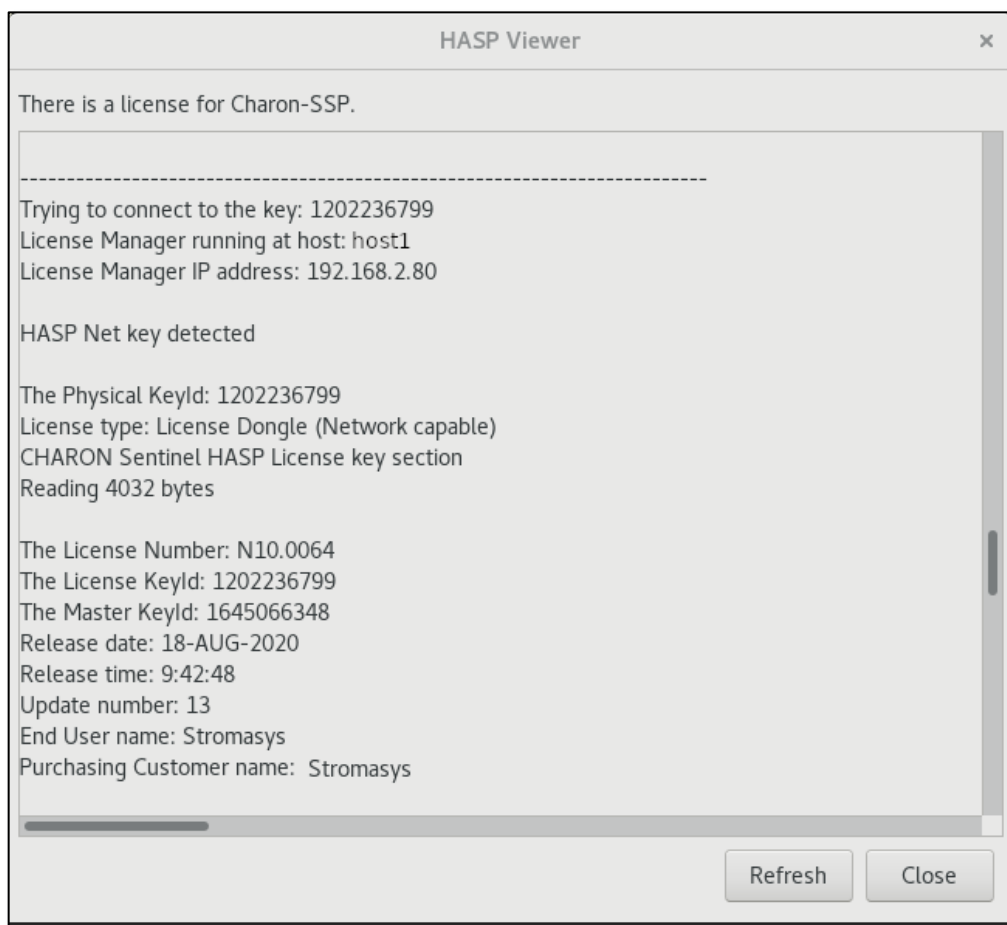 HASP Viewer
There is a license for Charon-SSP.
--------------------------------------------------------------------------
Trying to connect to the key: 1202236799
License Manager running at host: host1
License Manager IP address: 192.168.2.80
HASP Net key detected
The Physical KeyId: 1202236799
License type: License Dongle (Network capable)
CHARON Sentinel HASP License key section
Reading 4032 bytes
The License Number: N10.0064
The License KeyId: 1202236799
The Master KeyId: 1645066348
Release date: 18-AUG-2020
Release time: 9:42:48
Update number: 13
End User name: Stromasys
Purchasing Customer name: Stromasys
Refresh Close